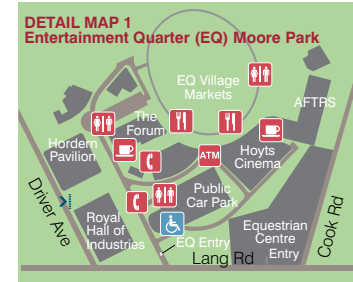 DETAIL MAP 1
Entertainment Quarter (EQ) Moore Park
EQ Village
Markets
AFTRS
The
Forum
Hordern
Pavilion
ATM
Hoyts
Cinema
Public
Car Park
Driver Ave
Royal
Hall of
Industries
Equestrian
Centre
Entry
EQ Entry
Lang Rd
Cook Rd